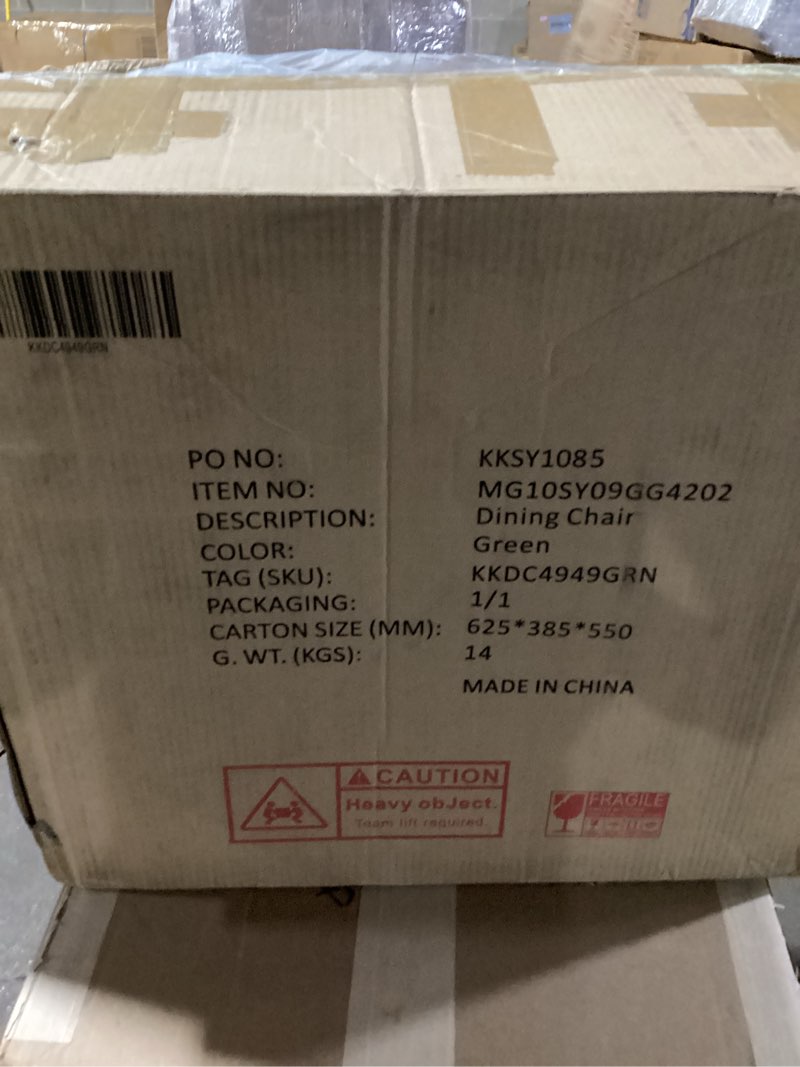 KKDC4949GRN
PO NO: KKSY1085
ITEM NO: MG10SY09GG4202
DESCRIPTION: Dining Chair
COLOR: Green
TAG (SKU): KKDC4949GRN
PACKAGING: 1/1
CARTON SIZE (MM): 625*385*550
G. WT. (KGS): 14
MADE IN CHINA
CAUTION
Heavy obJect.
Team lift required.
FRAGILE